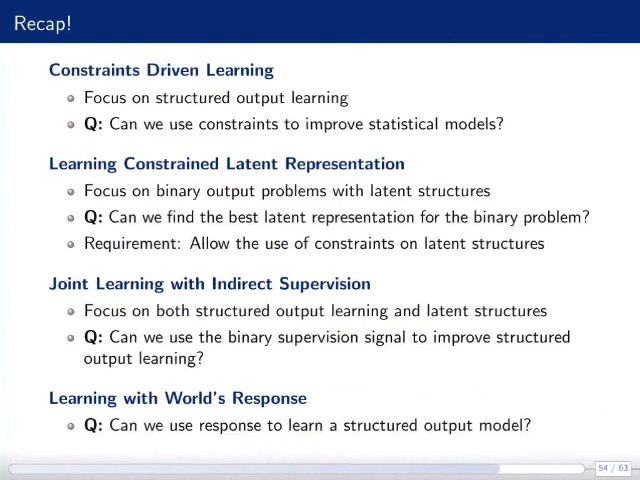 Recap!
Constraints Driven Learning
Focus on structured output learning
Q: Can we use constraints to improve statistical models?
Learning Constrained Latent Representation
Focus on binary output problems with latent structures
Q: Can we find the best latent representation for the binary problem?
Requirement: Allow the use of constraints on latent structures
Joint Learning with Indirect Supervision
Focus on both structured output learning and latent structures
Q: Can we use the binary supervision signal to improve structured
output learning?
Learning with World's Response
Q: Can we use response to learn a structured output model?
54 / 63